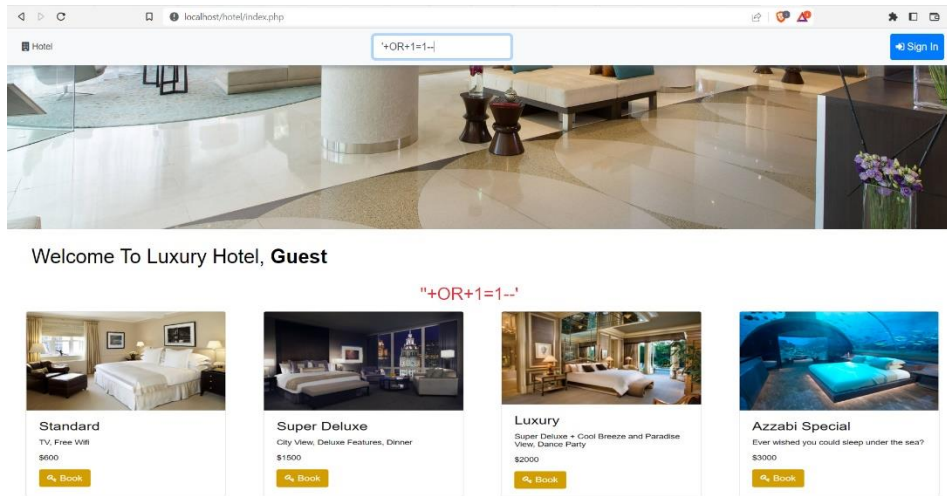 localhost/hotel/index.php
Hotel
'+OR+1=1--
Sign In
Welcome To Luxury Hotel, Guest
''+OR+1=1--'
Standard
TV, Free Wifi
$600
Book
Super Deluxe
City View, Deluxe Features, Dinner
$1500
Book
Luxury
Super Deluxe + Cool Breeze and Paradise
View, Dance Party
$2000
Book
Azzabi Special
Ever wished you could sleep under the sea?
$3000
Book